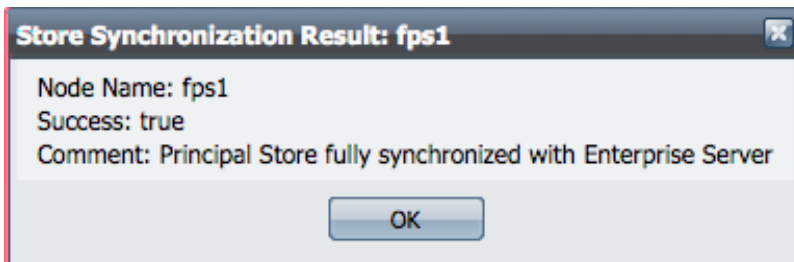 Store Synchronization Result: fps1
Node Name: fps1
Success: true
Comment: Principal Store fully synchronized with Enterprise Server
OK